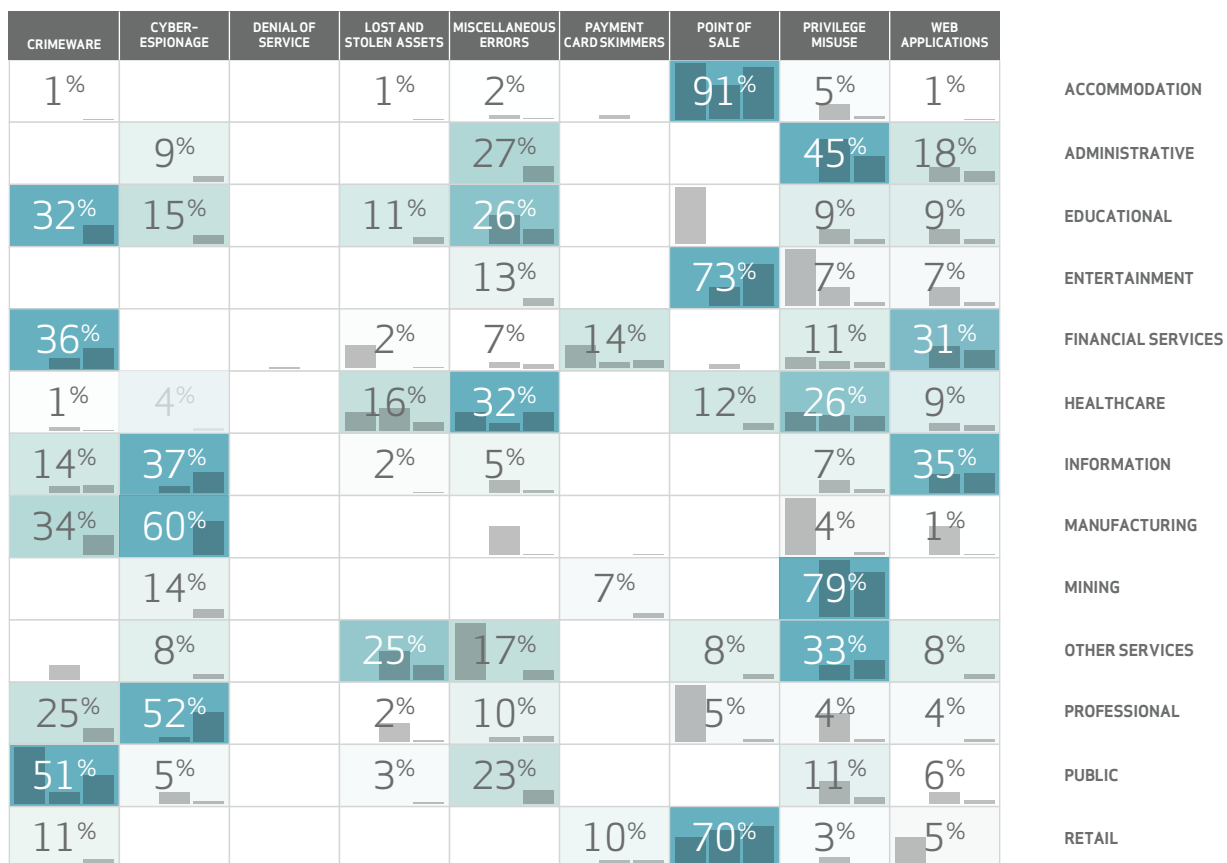 CRIMEWARE CYBER- ESPIONAGE DENIAL OF SERVICE LOST AND STOLEN ASSETS MISCELLANEOUS ERRORS PAYMENT CARD SKIMMERS POINT OF SALE PRIVILEGE MISUSE WEB APPLICATIONS
1% 1% 2% 91% 5% 1% ACCOMMODATION
9% 27% 45% 18% ADMINISTRATIVE
32% 15% 11% 26% 9% 9% EDUCATIONAL
13% 73% 7% 7% ENTERTAINMENT
36% 2% 7% 14% 11% 31% FINANCIAL SERVICES
1% 4% 16% 32% 12% 26% 9% HEALTHCARE
14% 37% 2% 5% 7% 35% INFORMATION
34% 60% 4% 1% MANUFACTURING
14% 7% 79% MINING
8% 25% 17% 8% 33% 8% OTHER SERVICES
25% 52% 2% 10% 5% 4% 4% PROFESSIONAL
51% 5% 3% 23% 11% 6% PUBLIC
11% 10% 70% 3% 5% RETAIL